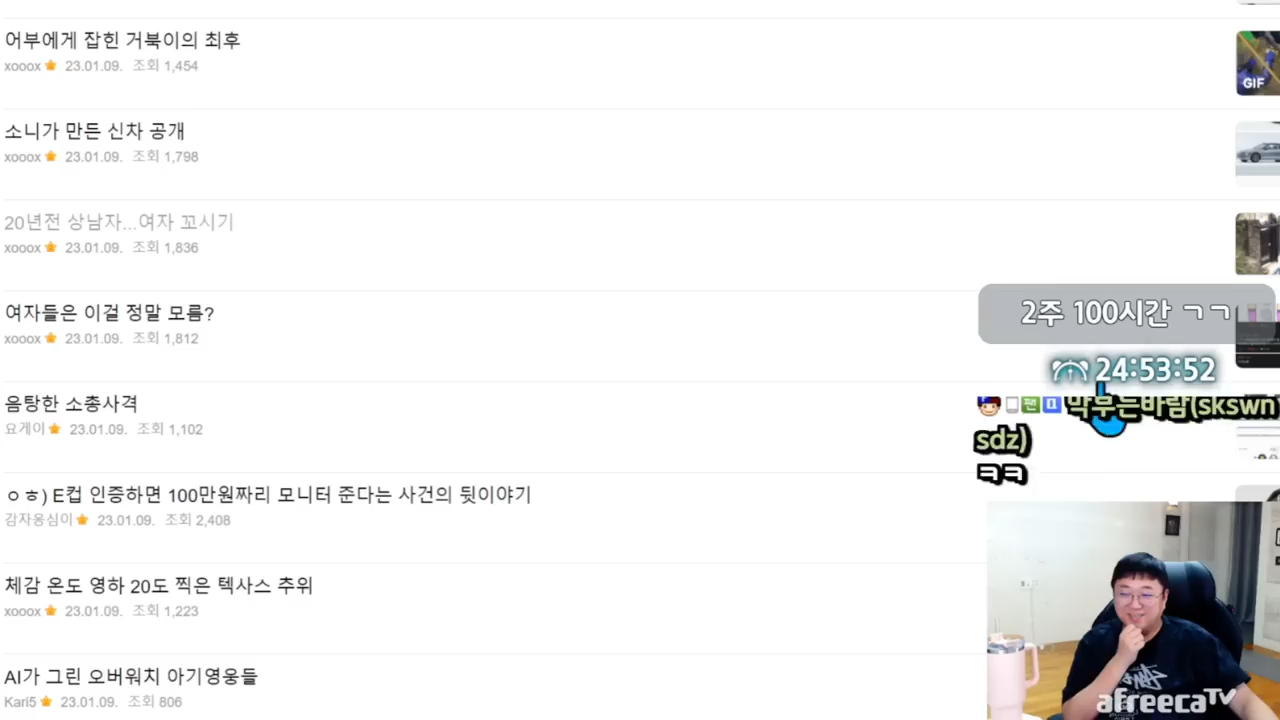 어부에게 잡힌 거북이의 최후
xooox 23.01.09. 조회 1,454
GIF
소니가 만든 신차 공개
xooox 23.01.09. 조회 1,798
20년전 상남자...여자 꼬시기
xooox 23.01.09. 조회 1,836
여자들은 이걸 정말 모름?
xooox 23.01.09. 조회 1,812
2주 100시간 ㄱㄱ
24:53:52
음탕한 소총사격
요게이 23.01.09. 조회 1,102
팬 막부는바람(skswn
sdz)
ㅋㅋ
ㅇㅎ) E컵 인증하면 100만원짜리 모니터 준다는 사건의 뒷이야기
감자옹심이 23.01.09. 조회 2,408
체감 온도 영하 20도 찍은 텍사스 추위
xooox 23.01.09. 조회 1,223
AI가 그린 오버워치 아기영웅들
Kari5 23.01.09. 조회 806
afreecaTV